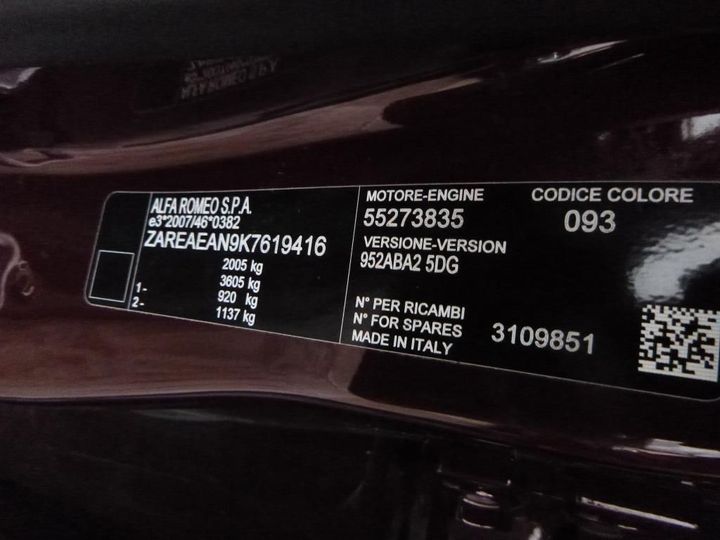 ALFA ROMEO S.P.A.
e3*2007/46*0382
ZAREAEAN9K7619416
2005 kg
3605 kg
1- 920 kg
2- 1137 kg
MOTORE-ENGINE
55273835
VERSIONE-VERSION
952ABA2 5DG
CODICE COLORE
093
N° PER RICAMBI
N° FOR SPARES 3109851
MADE IN ITALY